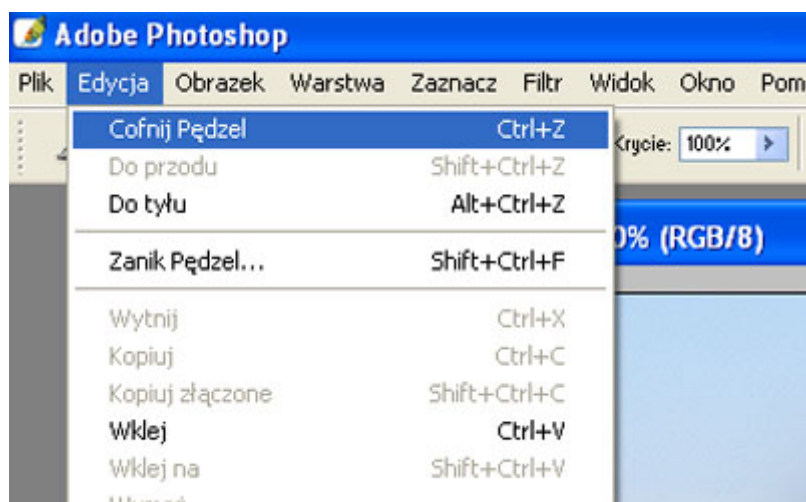 Adobe Photoshop
Plik Edycja Obrazek Warstwa Zaznacz Filtr Widok Okno Pom
Cofnij Pędzel Ctrl+Z
Krycie: 100%
Do przodu Shift+Ctrl+Z
Do tyłu Alt+Ctrl+Z
0% (RGB/8)
Zanik Pędzel... Shift+Ctrl+F
Wytnij Ctrl+X
Kopiuj Ctrl+C
Kopiuj złączone Shift+Ctrl+C
Wklej Ctrl+V
Wklej na Shift+Ctrl+V